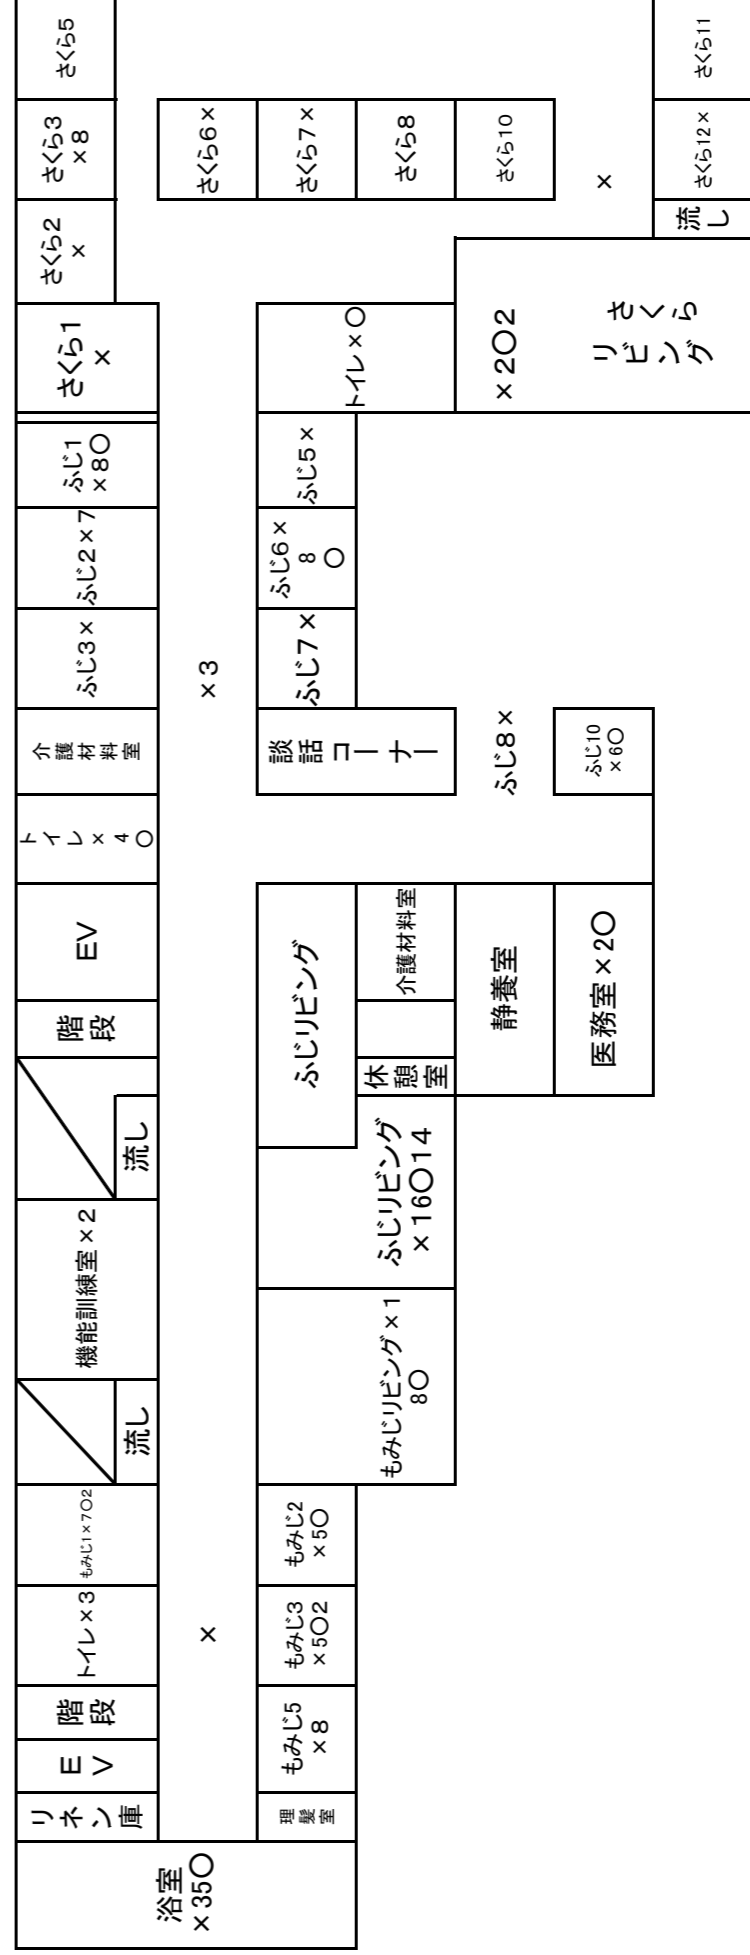 さくら5
さくら3
×8
さくら2
×
さくら1
×
ふじ1
×8〇
ふじ2×7
ふじ3×
介護材料室
トイレ×4〇
EV
階段
流し
機能訓練室×2
流し
もみじ1×7〇2
トイレ×3
階段
EV
リネン庫
浴室
×35〇
×3
×
さくら6×
さくら7×
さくら8
さくら10
×
さくら11
さくら12×
流し
トイレ×〇
×2〇2
さくら
リビング
ふじ5×
ふじ6×
8
〇
ふじ7×
談話コーナー
ふじ8×
ふじ10
×6〇
ふじリビング
介護材料室
休憩室
静養室
医務室×2〇
ふじリビング
×16〇14
もみじリビング×1
8〇
もみじ2
×5〇
もみじ3
×5〇2
もみじ5
×8
理髪室